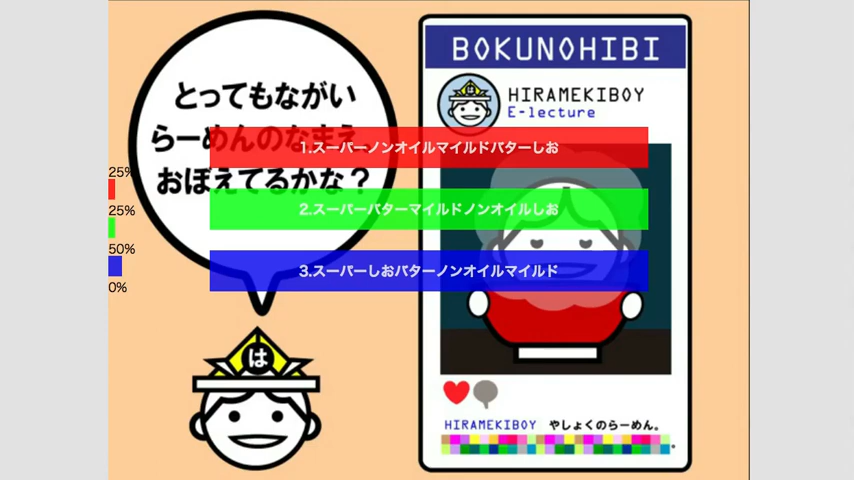 とってもながい
らーめんのなまえ、
おぼえてるかな？
BOKUNOHIBI
HIRAMEKIBOY
E-lecture
1.スーパーノンオイルマイルドバターしお
2.スーパーバターマイルドノンオイルしお
3.スーパーしおバターノンオイルマイルド
25%
25%
50%
0%
は
は
HIRAMEKIBOY やしょくのらーめん。